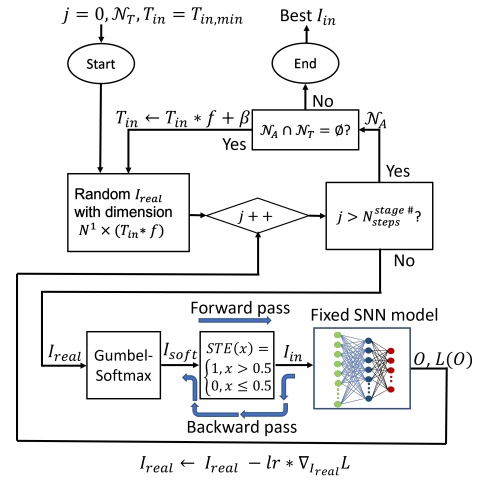 j = 0, 𝒩_T, T_in = T_in,min
Best I_in
Start
End
No
T_in ← T_in * f + β
Yes
𝒩_A ∩ 𝒩_T = ∅?
𝒩_A
Yes
Random I_real
with dimension
N^1 × (T_in * f)
j + +
j > N_steps^stage #?
No
Forward pass
Fixed SNN model
I_real
Gumbel-
Softmax
I_soft
STE(x) =
{1, x > 0.5
{0, x ≤ 0.5
I_in
O, L(O)
Backward pass
I_real ← I_real − lr * ∇_{I_real} L